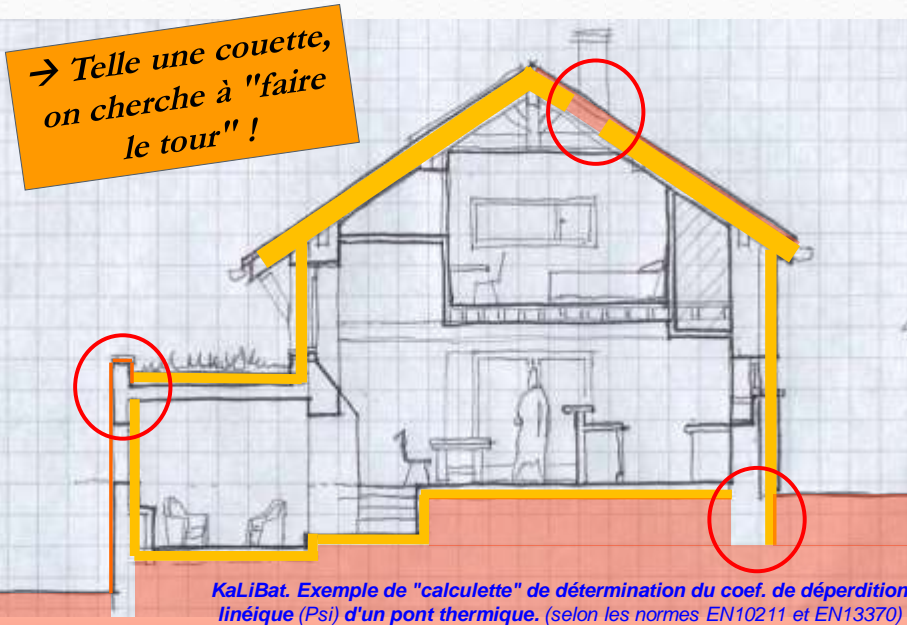 → Telle une couette,
on cherche à "faire
le tour" !
KaLiBat. Exemple de "calculette" de détermination du coef. de déperdition
linéique (Psi) d'un pont thermique. (selon les normes EN10211 et EN13370)